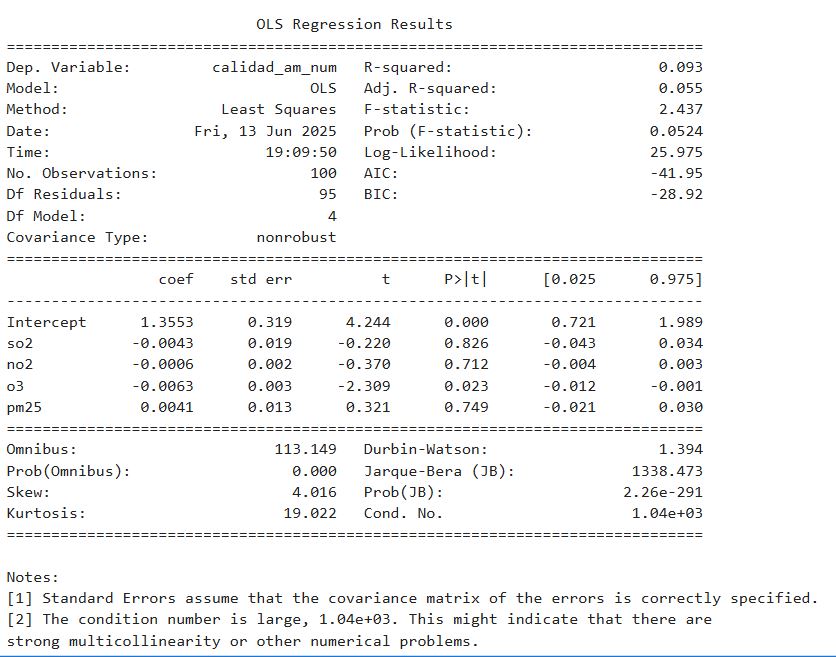 OLS Regression Results
==============================================================================
Dep. Variable:         calidad_am_num   R-squared:                       0.093
Model:                            OLS   Adj. R-squared:                  0.055
Method:                 Least Squares   F-statistic:                     2.437
Date:                Fri, 13 Jun 2025   Prob (F-statistic):             0.0524
Time:                        19:09:50   Log-Likelihood:                 25.975
No. Observations:                 100   AIC:                            -41.95
Df Residuals:                      95   BIC:                            -28.92
Df Model:                           4
Covariance Type:            nonrobust
==============================================================================
                 coef    std err          t      P>|t|      [0.025      0.975]
------------------------------------------------------------------------------
Intercept      1.3553      0.319      4.244      0.000       0.721       1.989
so2           -0.0043      0.019     -0.220      0.826      -0.043       0.034
no2           -0.0006      0.002     -0.370      0.712      -0.004       0.003
o3            -0.0063      0.003     -2.309      0.023      -0.012      -0.001
pm25           0.0041      0.013      0.321      0.749      -0.021       0.030
==============================================================================
Omnibus:                      113.149   Durbin-Watson:                   1.394
Prob(Omnibus):                  0.000   Jarque-Bera (JB):             1338.473
Skew:                           4.016   Prob(JB):                    2.26e-291
Kurtosis:                      19.022   Cond. No.                     1.04e+03
==============================================================================

Notes:
[1] Standard Errors assume that the covariance matrix of the errors is correctly specified.
[2] The condition number is large, 1.04e+03. This might indicate that there are
strong multicollinearity or other numerical problems.